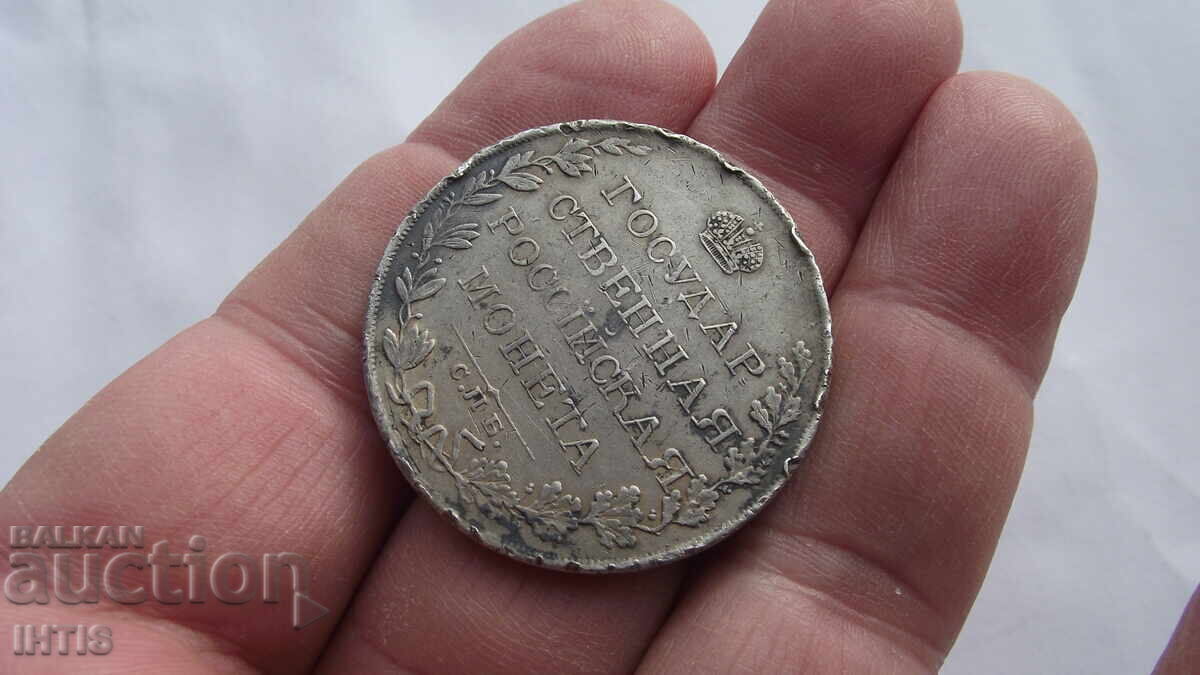 ГОСУДАР
СТВЕННАЯ
РОССІЙСКАЯ
МОНЕТА
С.П.Б.
BALKAN
auction
IHTIS